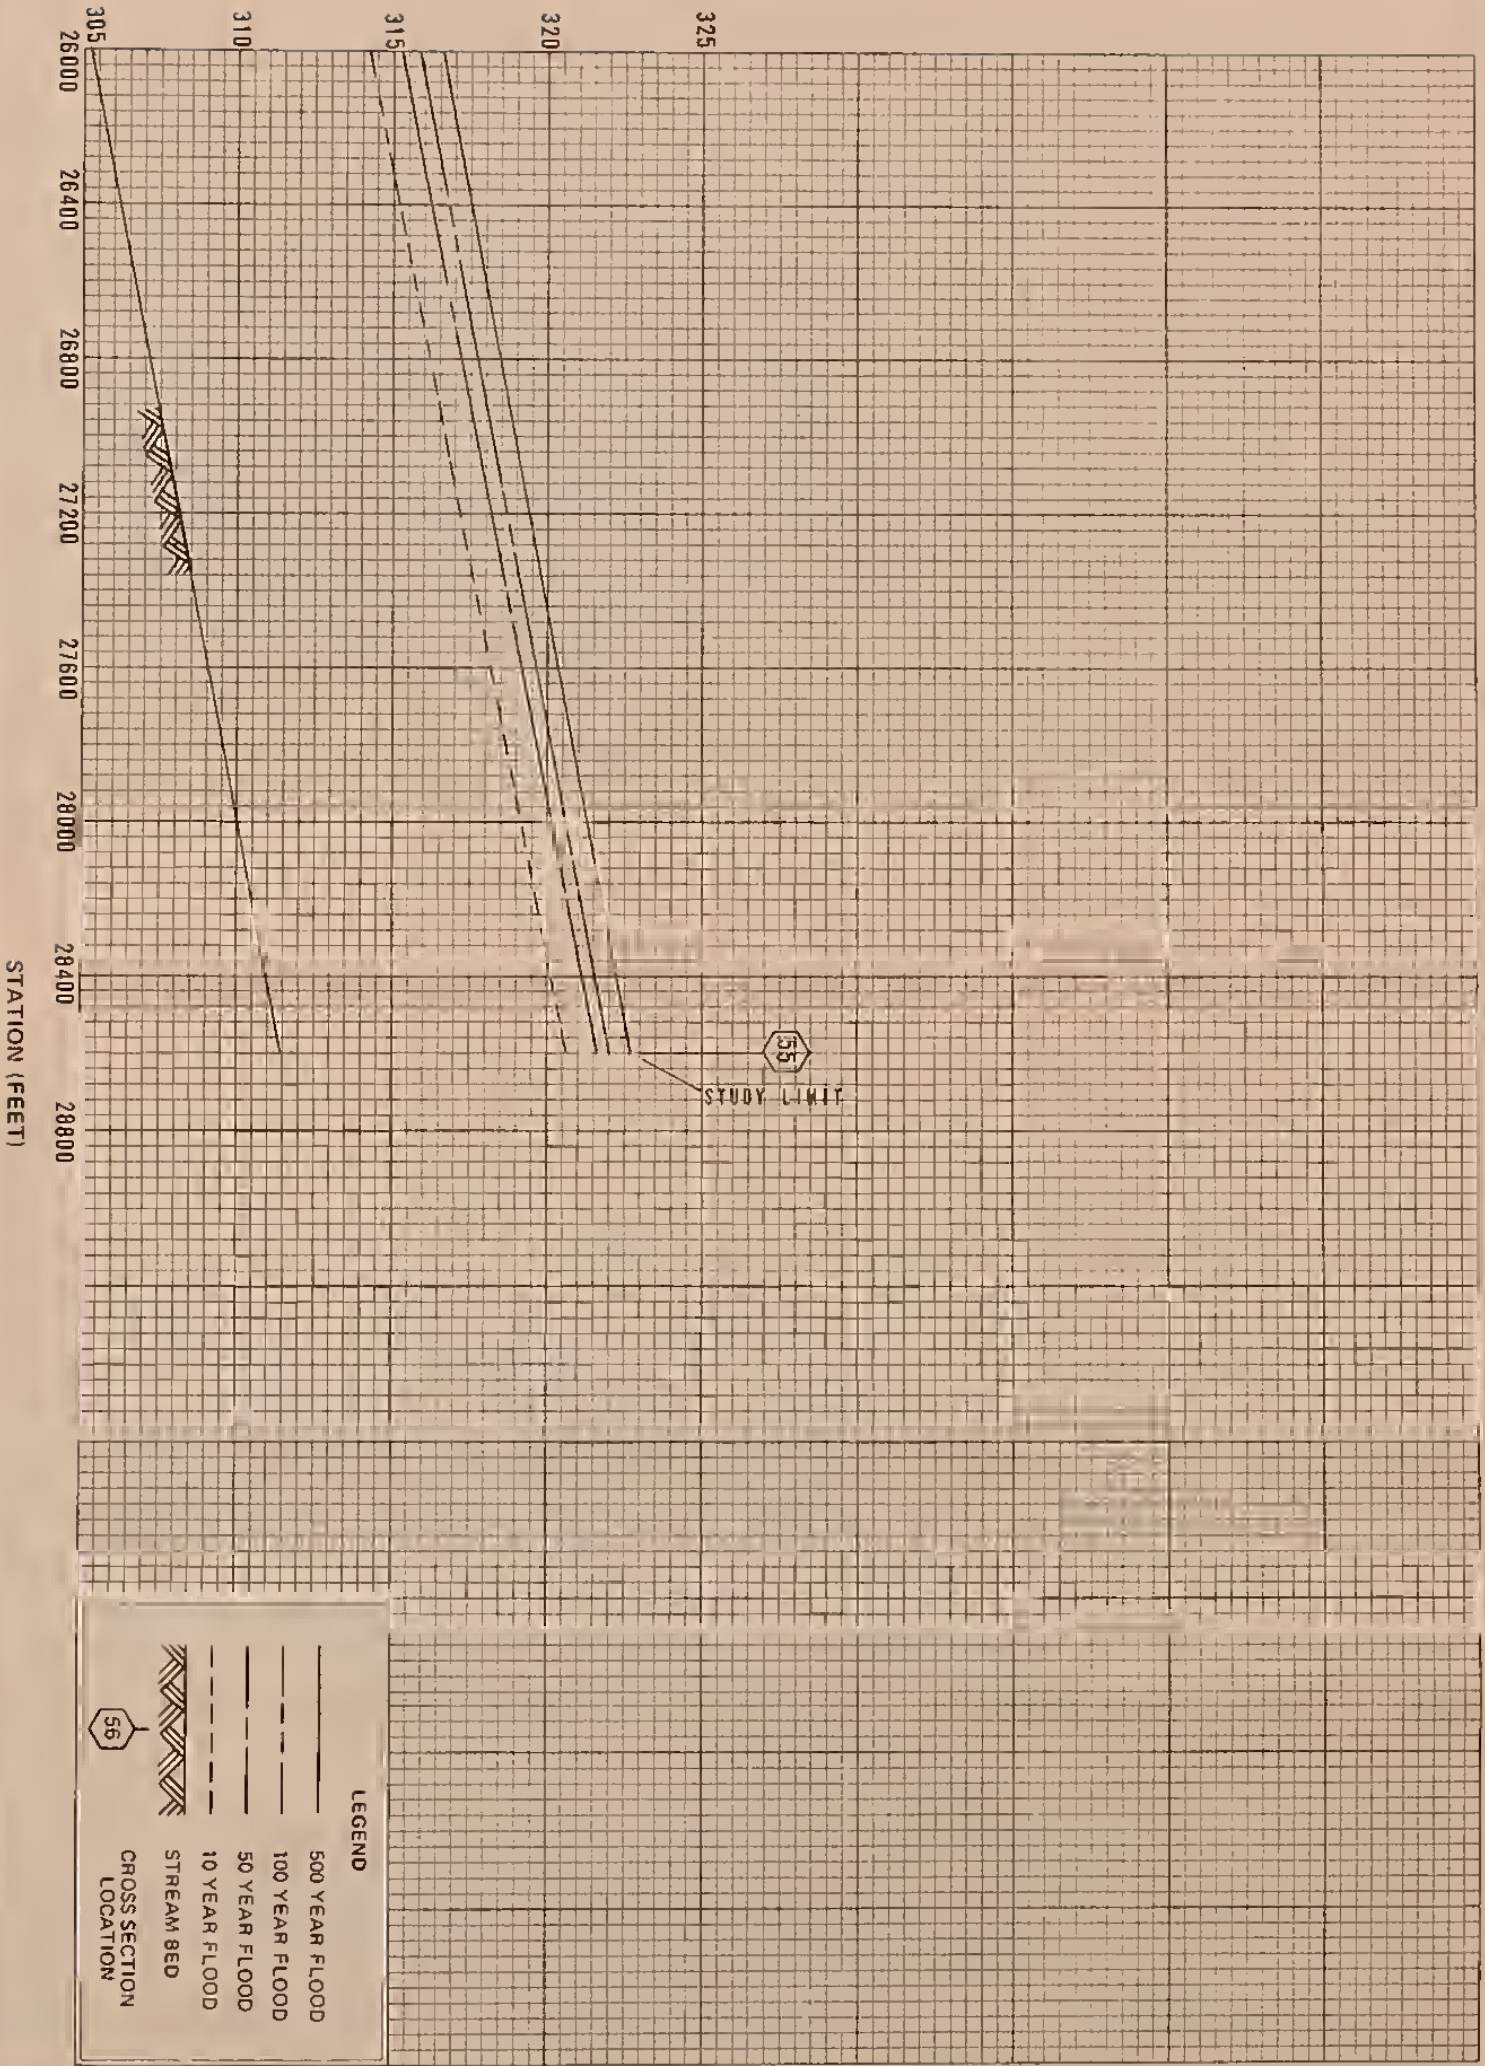 325
320
315
310
305
26000
26400
26800
27200
27600
28000
28400
28800
STATION (FEET)
55
STUDY LIMIT
LEGEND
500 YEAR FLOOD
100 YEAR FLOOD
50 YEAR FLOOD
10 YEAR FLOOD
STREAM BED
56
CROSS SECTION
LOCATION